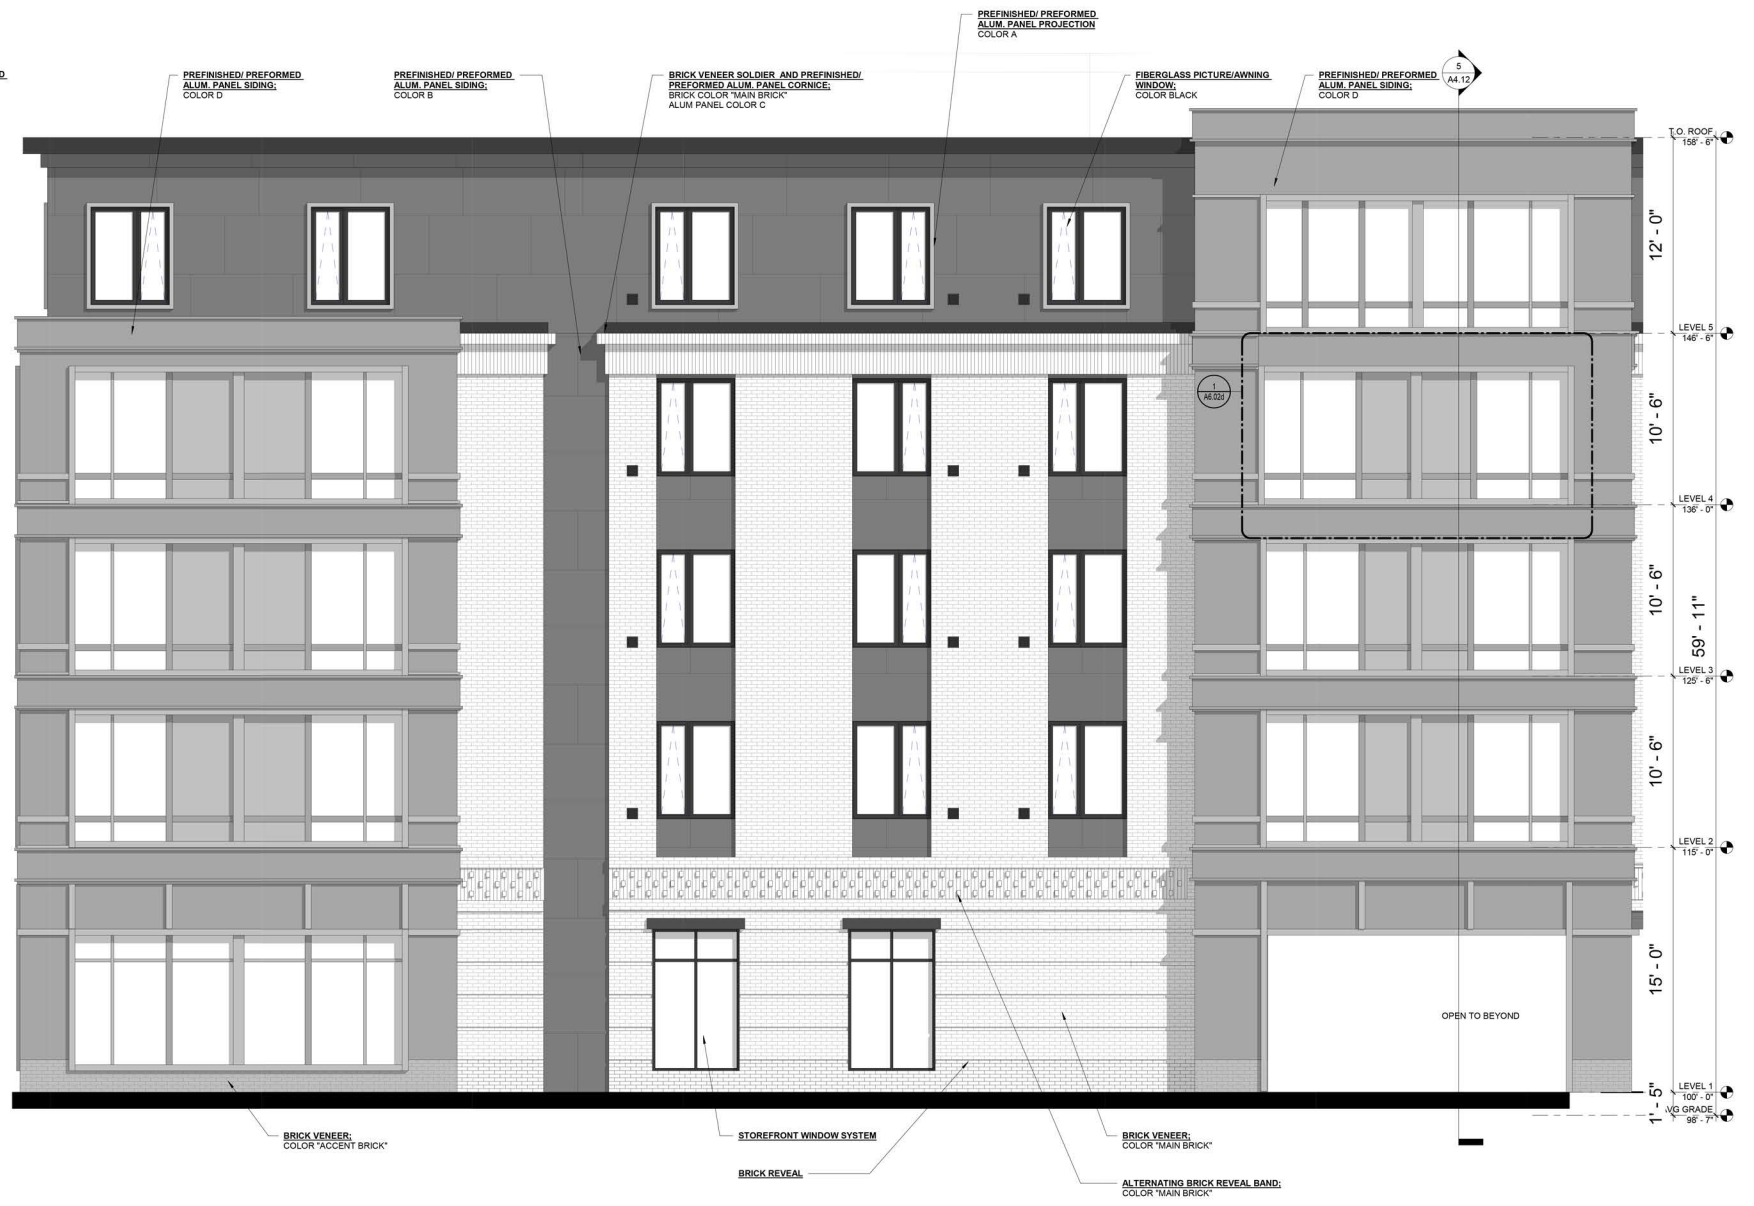 D
PREFINISHED/ PREFORMED
ALUM. PANEL SIDING;
COLOR D
PREFINISHED/ PREFORMED
ALUM. PANEL SIDING;
COLOR B
BRICK VENEER SOLDIER AND PREFINISHED/
PREFORMED ALUM. PANEL CORNICE;
BRICK COLOR "MAIN BRICK"
ALUM PANEL COLOR C
PREFINISHED/ PREFORMED
ALUM. PANEL PROJECTION
COLOR A
FIBERGLASS PICTURE/AWNING
WINDOW;
COLOR BLACK
PREFINISHED/ PREFORMED
ALUM. PANEL SIDING;
COLOR D
5
A4.12
T.O. ROOF
158' - 6"
12' - 0"
LEVEL 5
146' - 6"
1
A6.02d
10' - 6"
LEVEL 4
136' - 0"
10' - 6"
59' - 11"
LEVEL 3
125' - 6"
10' - 6"
LEVEL 2
115' - 0"
15' - 0"
OPEN TO BEYOND
LEVEL 1
100' - 0"
1' - 5"
AVG GRADE
98' - 7"
BRICK VENEER;
COLOR "ACCENT BRICK"
STOREFRONT WINDOW SYSTEM
BRICK REVEAL
BRICK VENEER;
COLOR "MAIN BRICK"
ALTERNATING BRICK REVEAL BAND;
COLOR "MAIN BRICK"